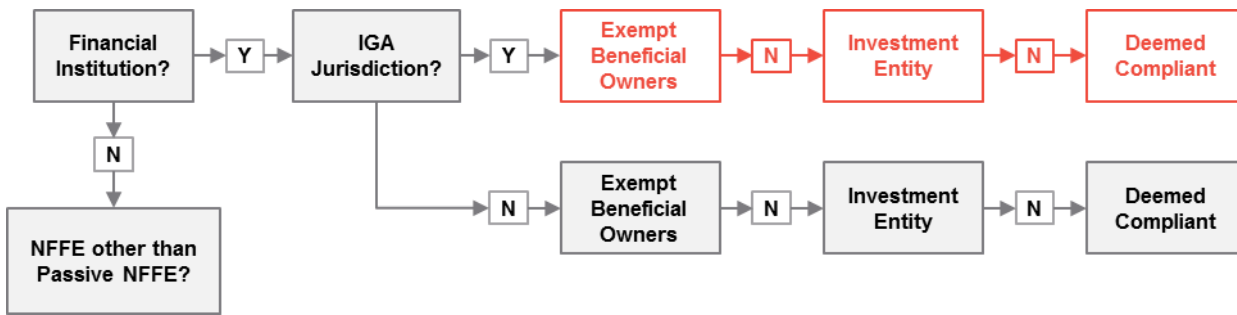 Financial
Institution?
Y
IGA
Jurisdiction?
Y
Exempt
Beneficial
Owners
N
Investment
Entity
N
Deemed
Compliant
N
NFFE other than
Passive NFFE?
N
Exempt
Beneficial
Owners
N
Investment
Entity
N
Deemed
Compliant